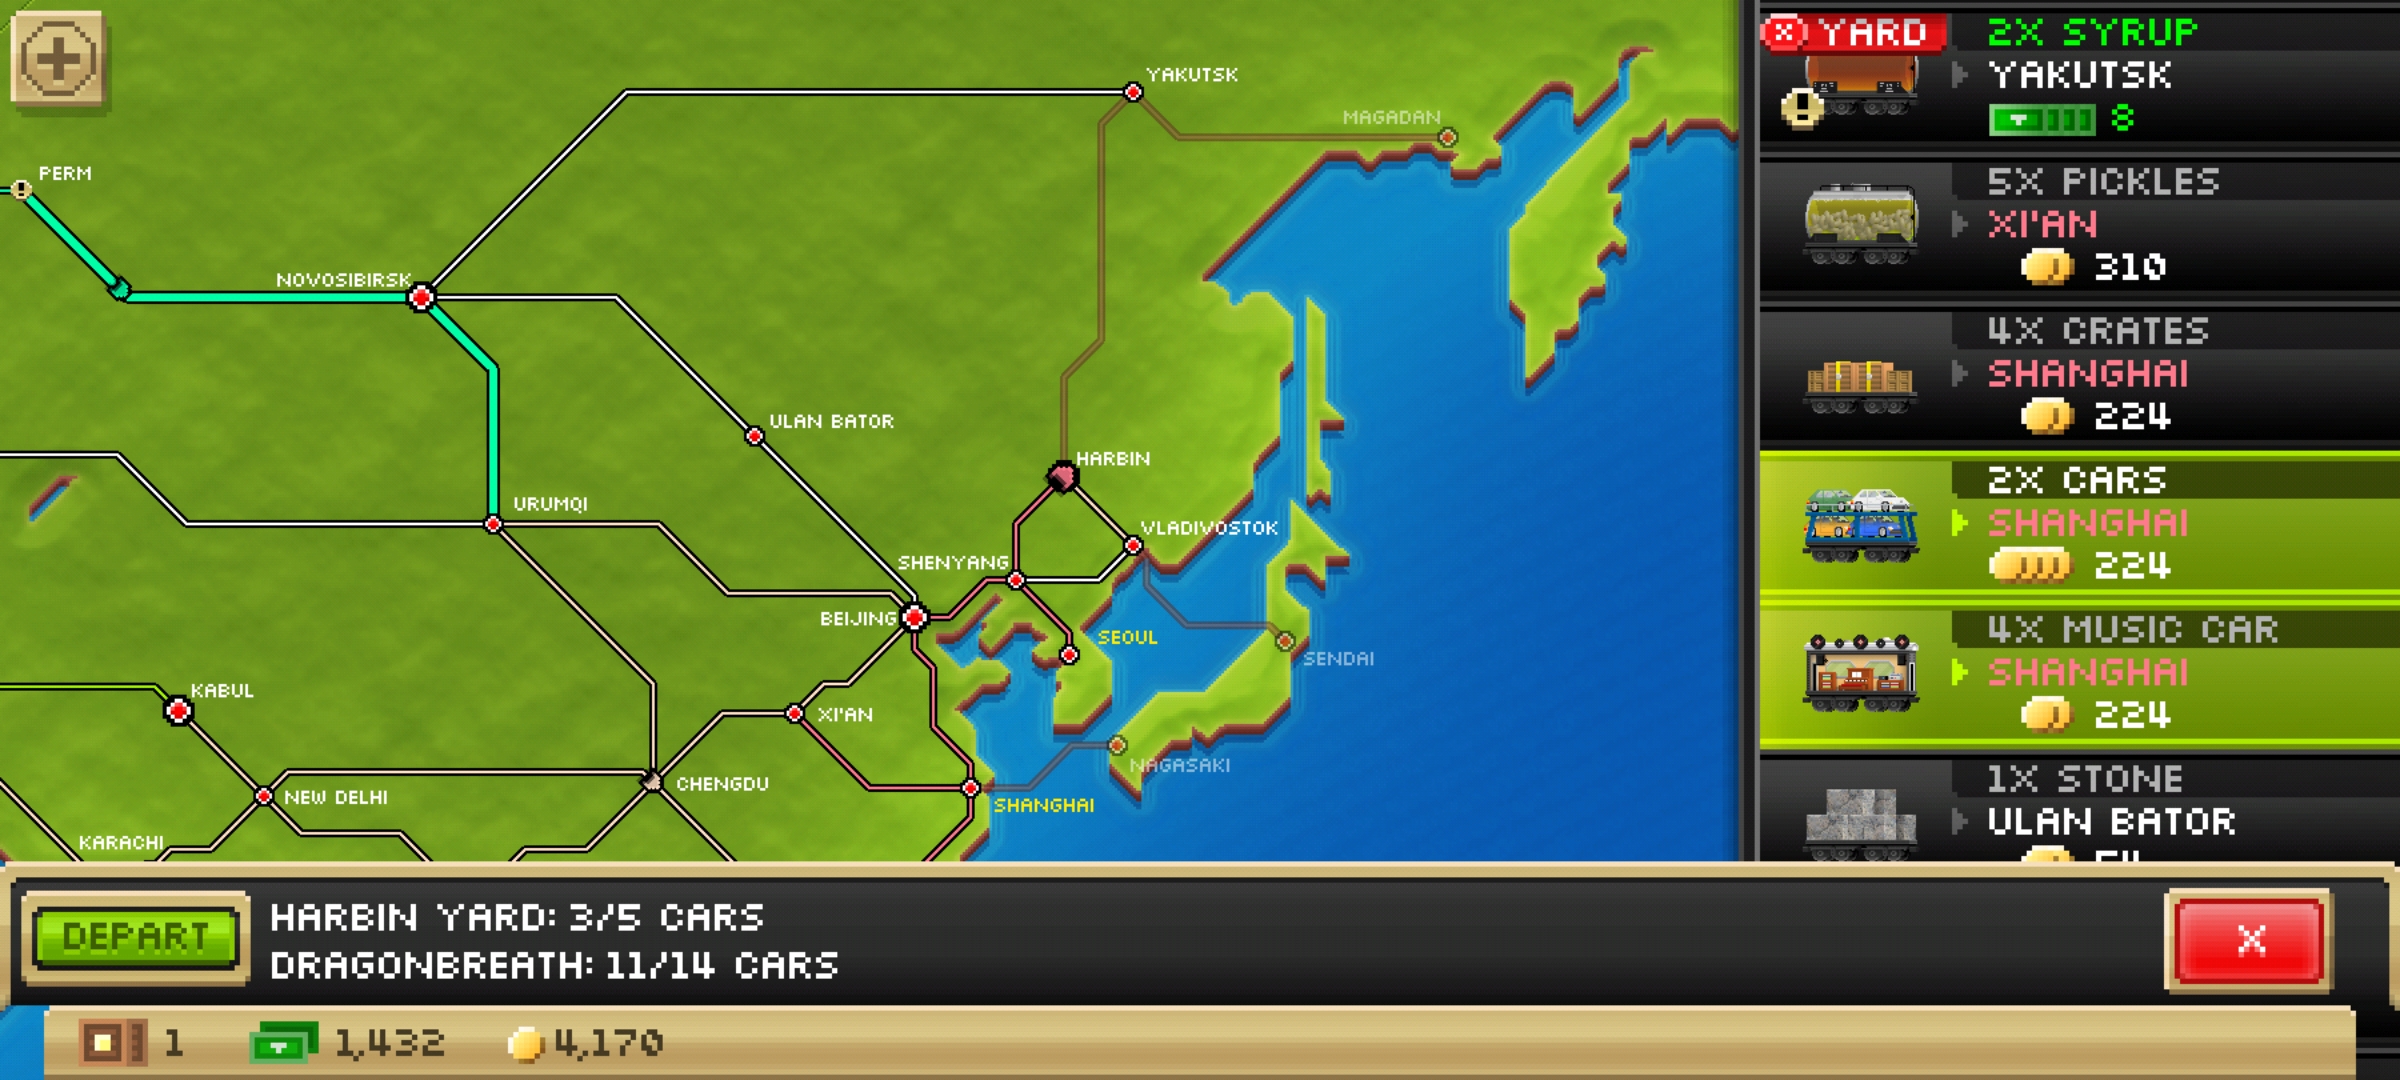 YAKUTSK
MAGADAN
PERM
NOVOSIBIRSK
ULAN BATOR
HARBIN
URUMQI
VLADIVOSTOK
SHENYANG
BEIJING
SEOUL
SENDAI
KABUL
XI'AN
NAGASAKI
CHENGDU
NEW DELHI
SHANGHAI
KARACHI
YARD
2X SYRUP
YAKUTSK
8
5X PICKLES
XI'AN
310
4X CRATES
SHANGHAI
224
2X CARS
SHANGHAI
224
4X MUSIC CAR
SHANGHAI
224
1X STONE
ULAN BATOR
DEPART
HARBIN YARD: 3/5 CARS
DRAGONBREATH: 11/14 CARS
X
1
1,432
4,170